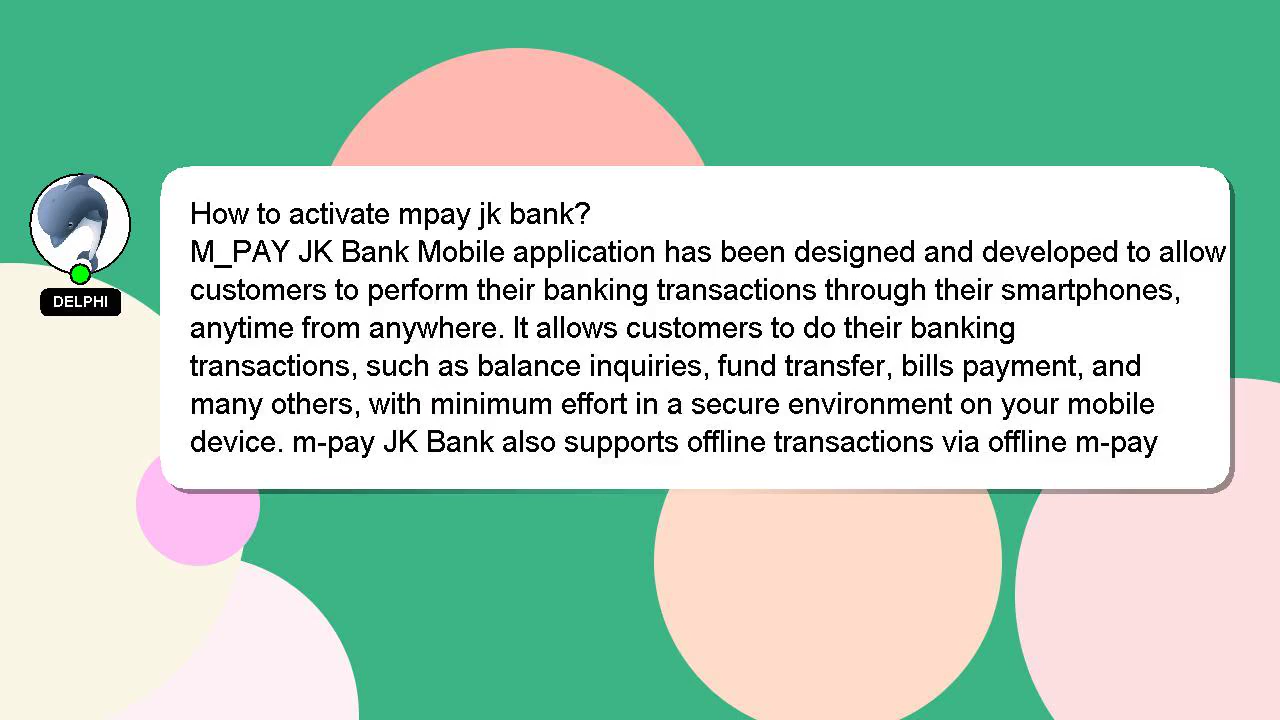 How to activate mpay jk bank?
M_PAY JK Bank Mobile application has been designed and developed to allow
customers to perform their banking transactions through their smartphones,
anytime from anywhere. It allows customers to do their banking
transactions, such as balance inquiries, fund transfer, bills payment, and
many others, with minimum effort in a secure environment on your mobile
device. m-pay JK Bank also supports offline transactions via offline m-pay
DELPHI